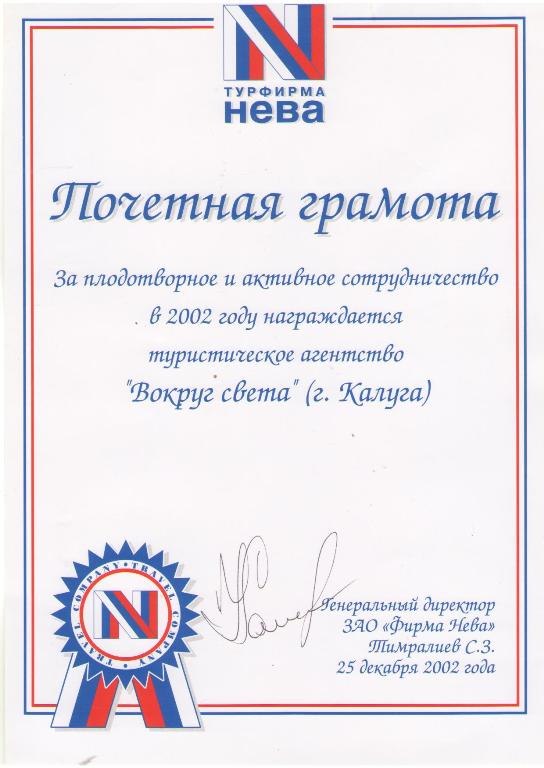 ТУРФИРМА
Нева
Почетная грамота
За плодотворное и активное сотрудничество
в 2002 году награждается
туристическое агентство
"Вокруг света" (г. Калуга)
TRAVEL COMPANY • TRAVEL COMPANY •
Генеральный директор
ЗАО «Фирма Нева»
Тимралиев С.З.
25 декабря 2002 года